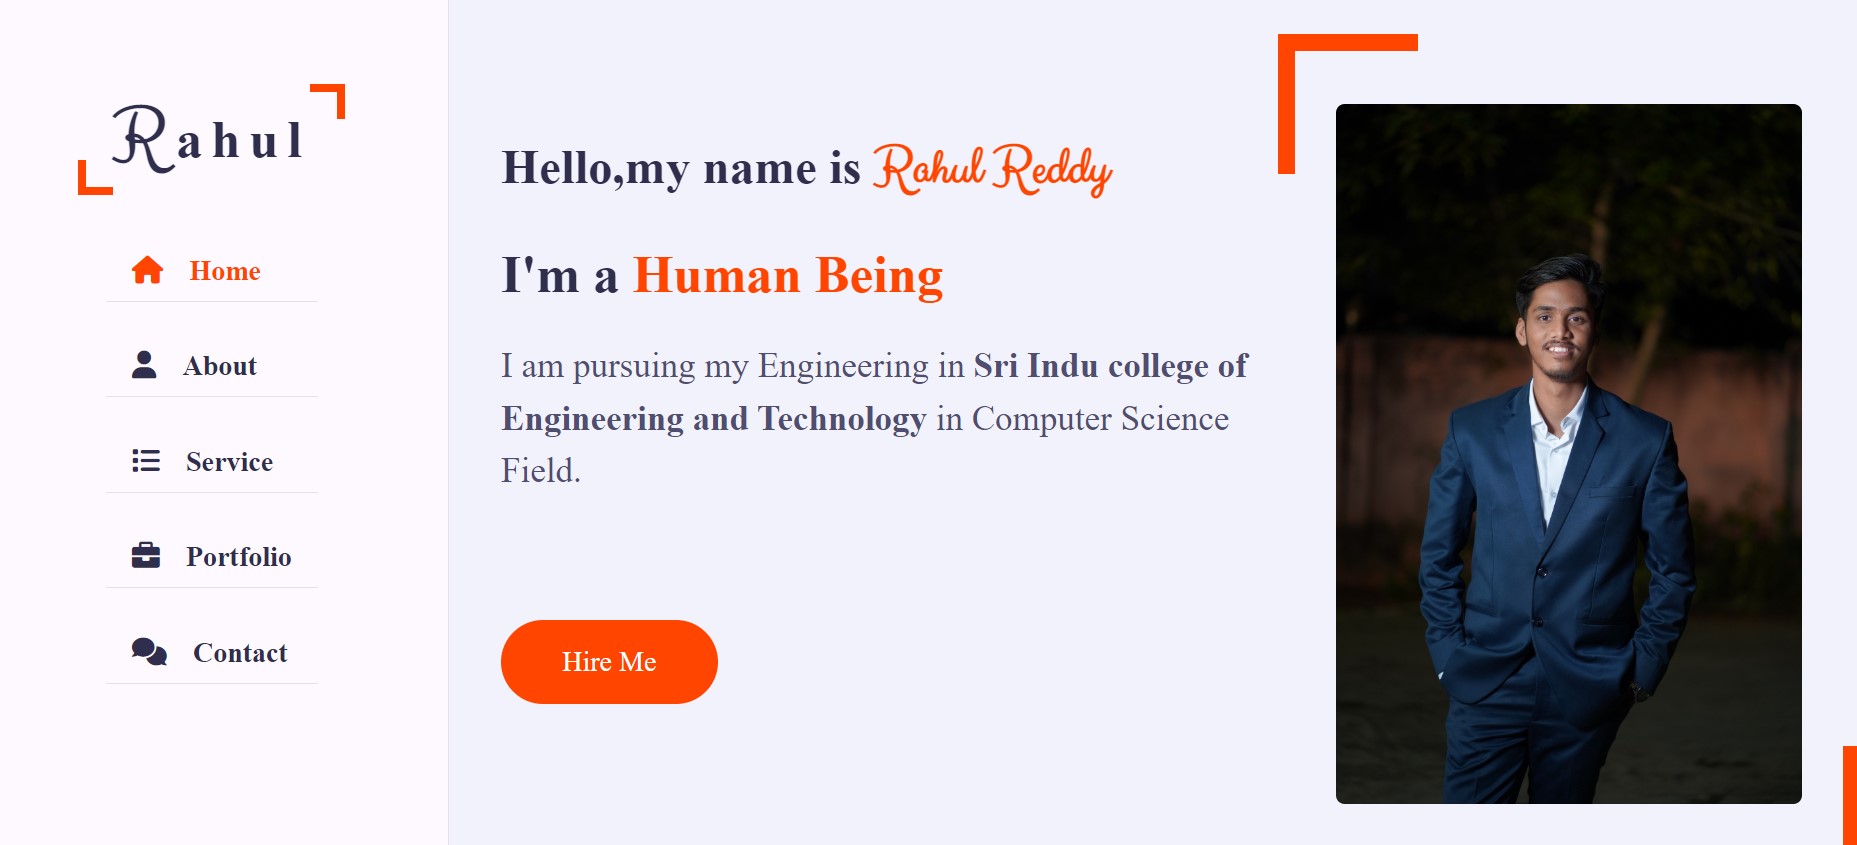 Rahul
Home
About
Service
Portfolio
Contact
Hello,my name is Rahul Reddy
I'm a Human Being
I am pursuing my Engineering in Sri Indu college of
Engineering and Technology in Computer Science
Field.
Hire Me